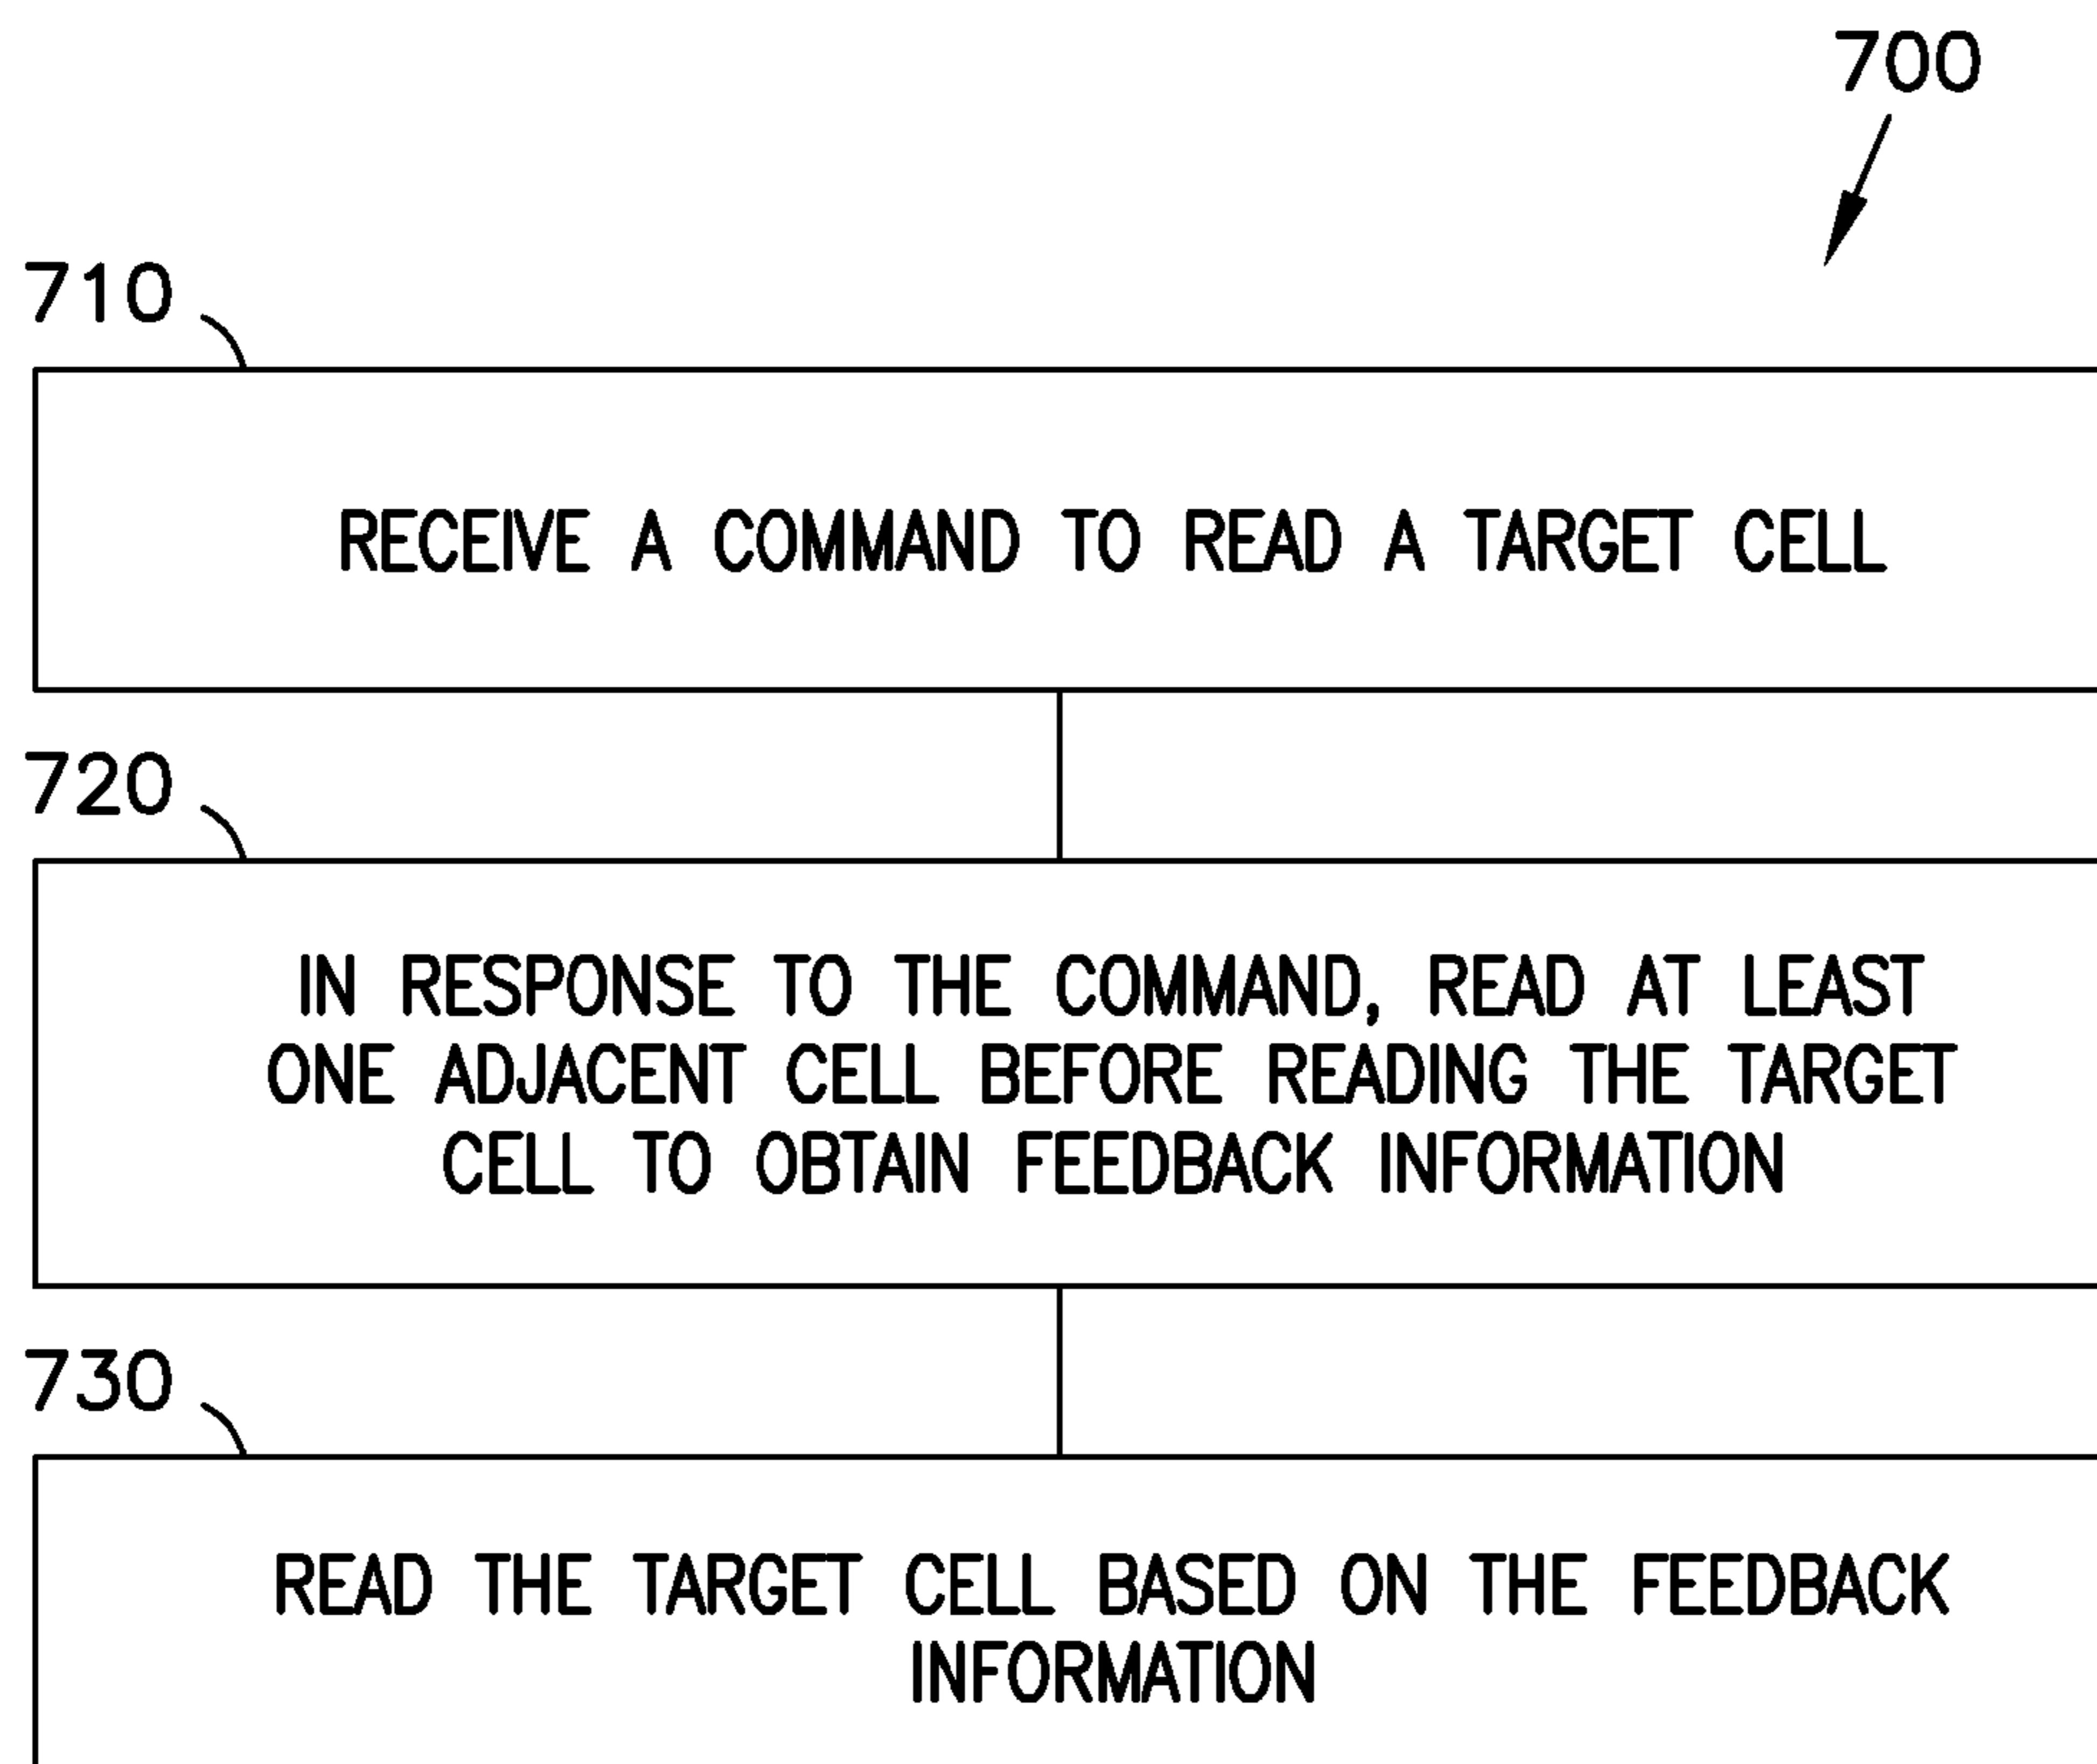 700
710
RECEIVE A COMMAND TO READ A TARGET CELL
720
IN RESPONSE TO THE COMMAND, READ AT LEAST
ONE ADJACENT CELL BEFORE READING THE TARGET
CELL TO OBTAIN FEEDBACK INFORMATION
730
READ THE TARGET CELL BASED ON THE FEEDBACK
INFORMATION